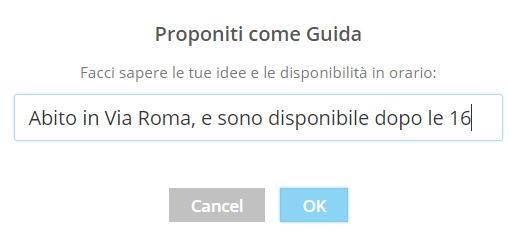 Proponiti come Guida
Facci sapere le tue idee e le disponibilità in orario:
Abito in Via Roma, e sono disponibile dopo le 16
Cancel OK